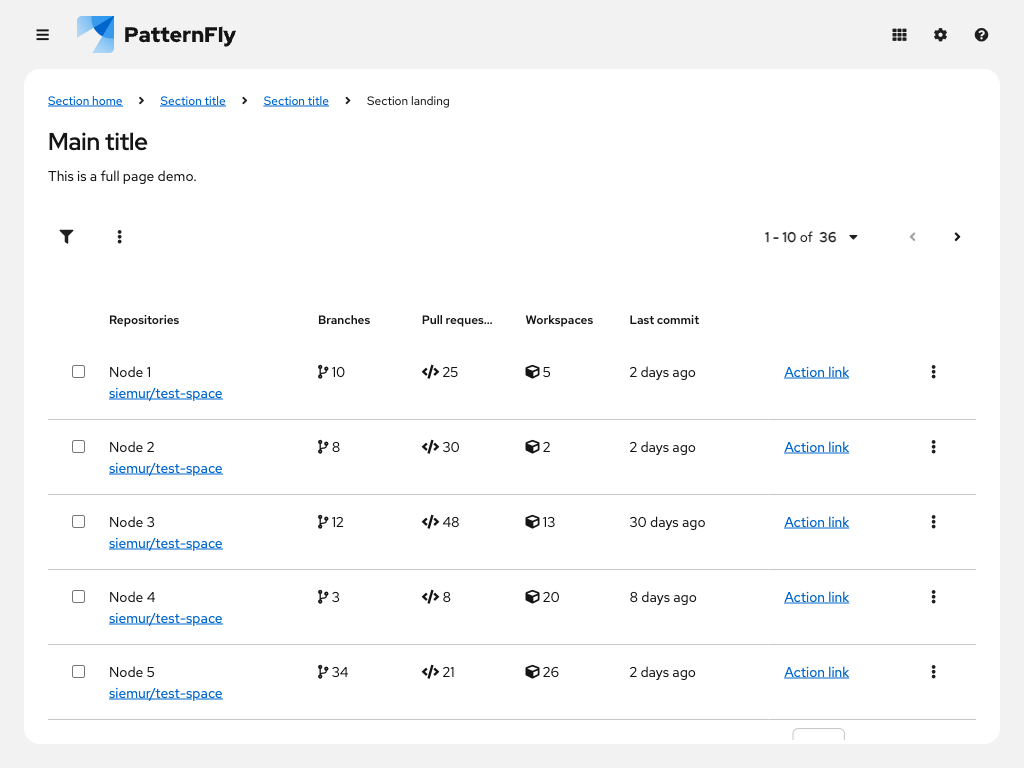 PatternFly
Section home Section title Section title Section landing
Main title
This is a full page demo.
1 - 10 of 36
Repositories Branches Pull reques... Workspaces Last commit
Node 1 10 25 5 2 days ago Action link
siemur/test-space
Node 2 8 30 2 2 days ago Action link
siemur/test-space
Node 3 12 48 13 30 days ago Action link
siemur/test-space
Node 4 3 8 20 8 days ago Action link
siemur/test-space
Node 5 34 21 26 2 days ago Action link
siemur/test-space